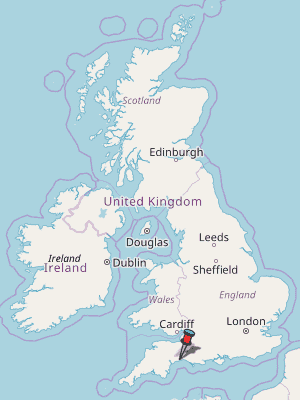 Scotland
Edinburgh
United Kingdom
Douglas
Leeds
Ireland
Ireland
Dublin
Sheffield
Wales
England
Cardiff
London